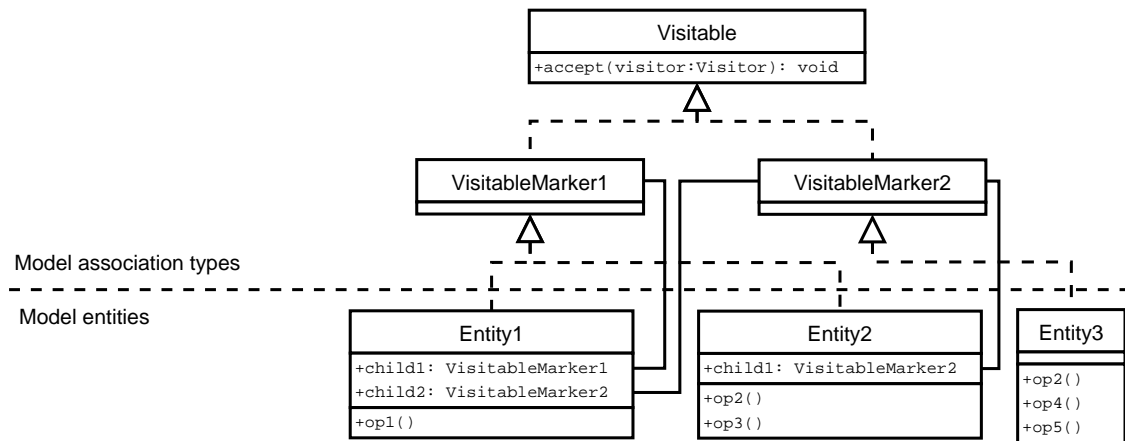 Visitable
+accept(visitor:Visitor): void
VisitableMarker1
VisitableMarker2
Model association types
Model entities
Entity1
+child1: VisitableMarker1
+child2: VisitableMarker2
+op1()
Entity2
+child1: VisitableMarker2
+op2()
+op3()
Entity3
+op2()
+op4()
+op5()